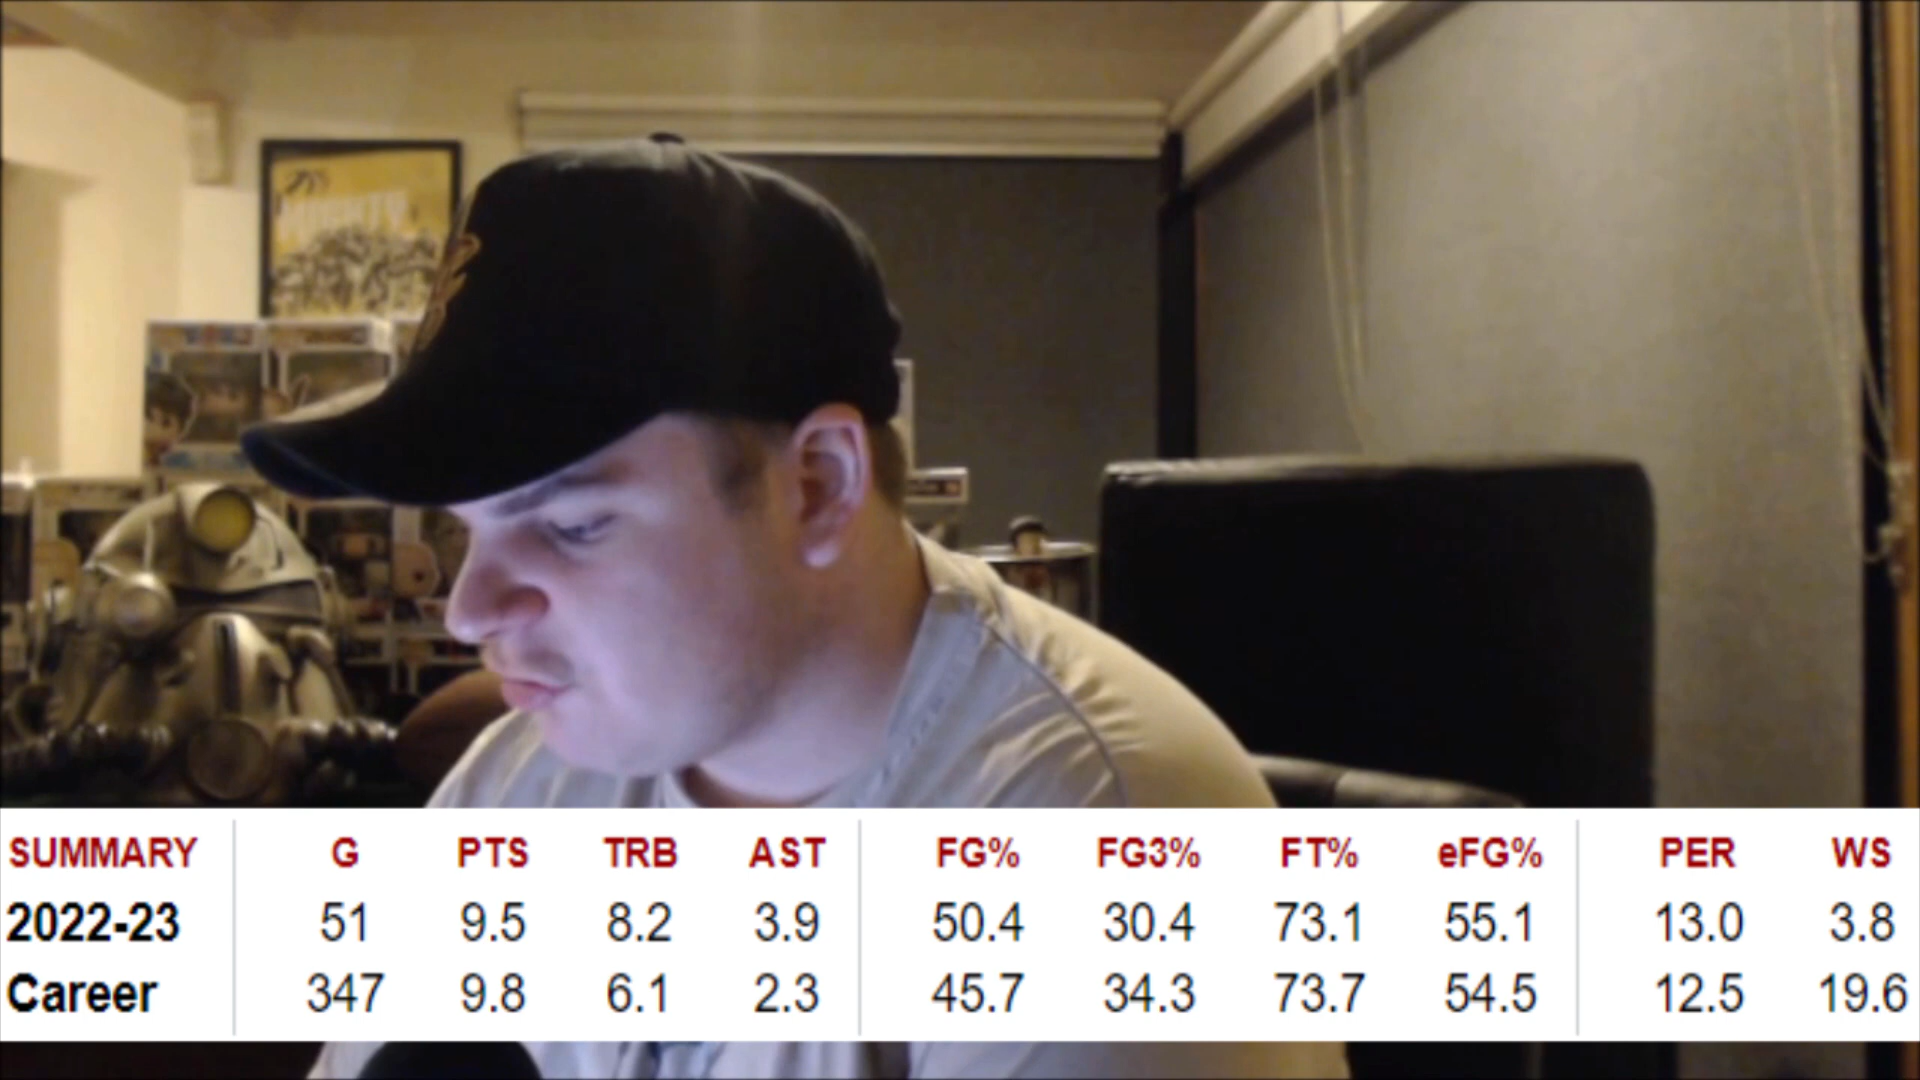 MIGHTY
SUMMARY G PTS TRB AST FG% FG3% FT% eFG% PER WS
2022-23 51 9.5 8.2 3.9 50.4 30.4 73.1 55.1 13.0 3.8
Career 347 9.8 6.1 2.3 45.7 34.3 73.7 54.5 12.5 19.6